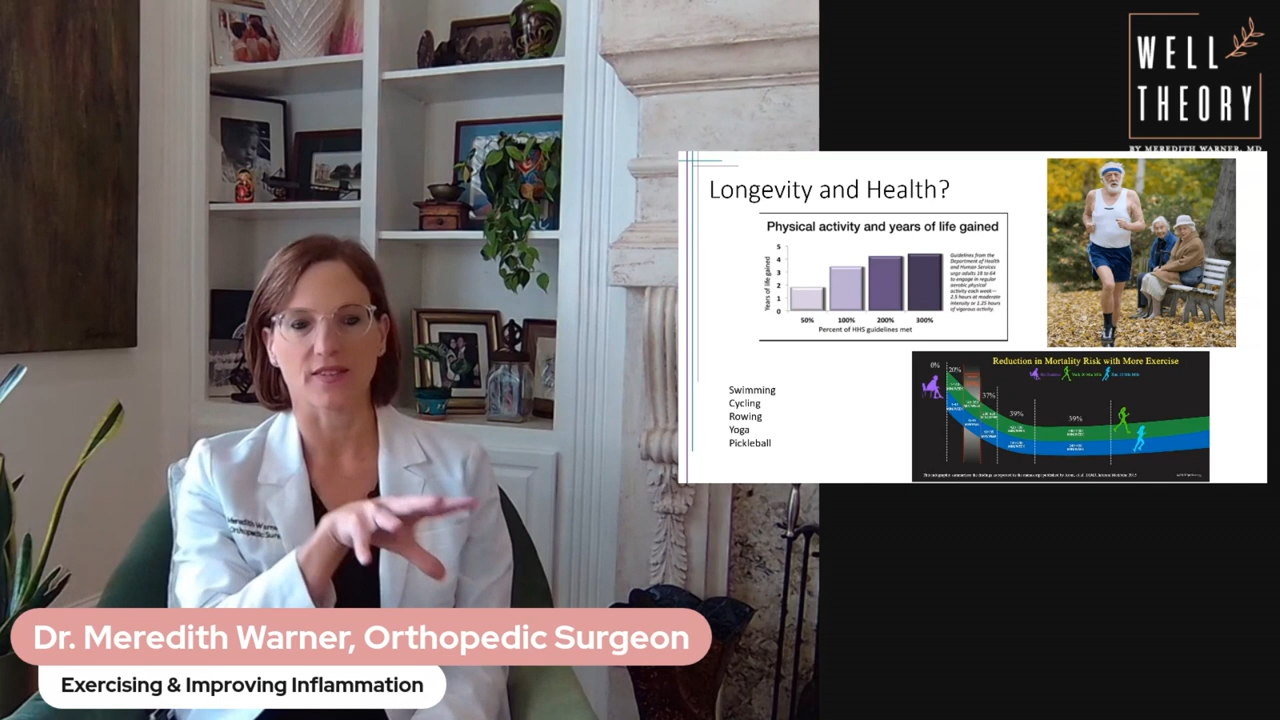 WELL
THEORY
BY MEREDITH WARNER, MD
Longevity and Health?
Physical activity and years of life gained
Years of life gained
5
4
3
2
1
0
50%
100%
200%
300%
Percent of HHS guidelines met
Guidelines from the
Department of Health
and Human Services
urge adults 18 to 64
to engage in regular
aerobic physical
activity each week—
2.5 hours at moderate
intensity or 1.25 hours
of vigorous activity.
Swimming
Cycling
Rowing
Yoga
Pickleball
Reduction in Mortality Risk with More Exercise
0%
20%
37%
39%
39%
Meredith Warne
Orthopedic Surg
Dr. Meredith Warner, Orthopedic Surgeon
Exercising & Improving Inflammation